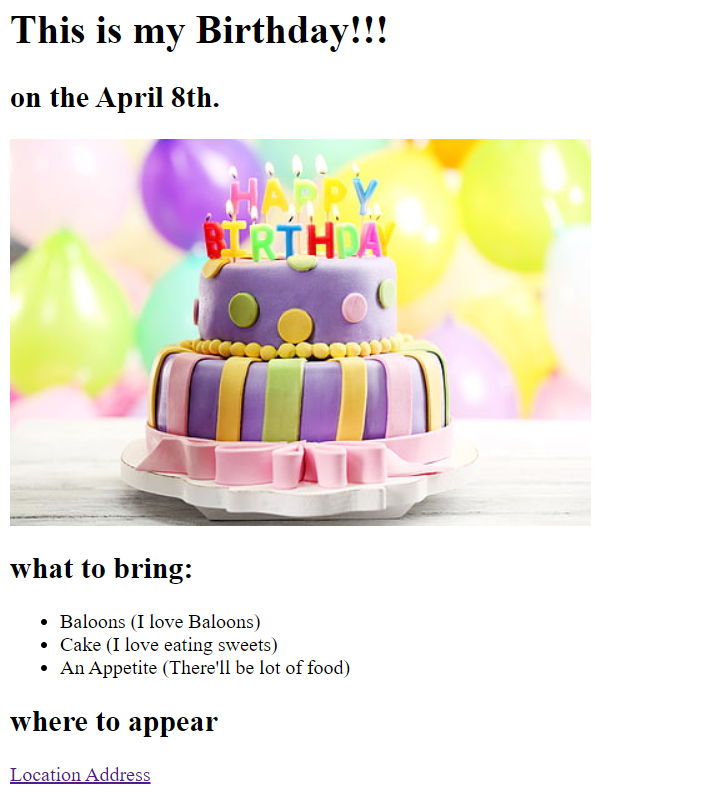 This is my Birthday!!!
on the April 8th.
HAPPY
BIRTHDAY
what to bring:
Baloons (I love Baloons)
Cake (I love eating sweets)
An Appetite (There'll be lot of food)
where to appear
Location Address